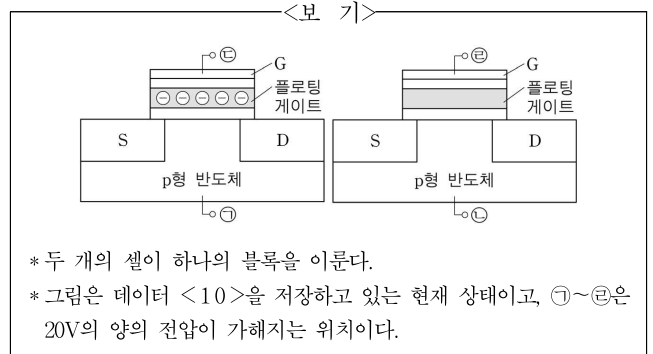 <보 기>
㉢ ㉣
G G
플로팅 플로팅
게이트 게이트
S D S D
p형 반도체 p형 반도체
㉠ ㉡
* 두 개의 셀이 하나의 블록을 이룬다.
* 그림은 데이터 <10>을 저장하고 있는 현재 상태이고, ㉠~㉣은
20V의 양의 전압이 가해지는 위치이다.